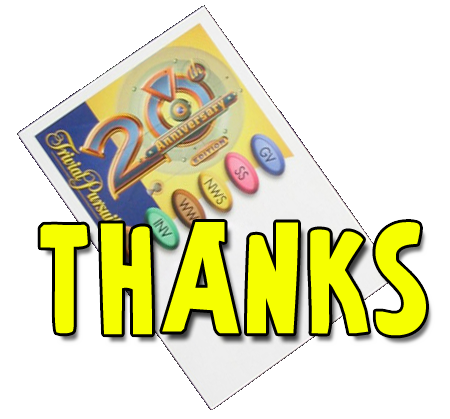 20th
Anniversary
EDITION
Trivial Pursuit
INV
WW
NWS
SS
GV
THANKS